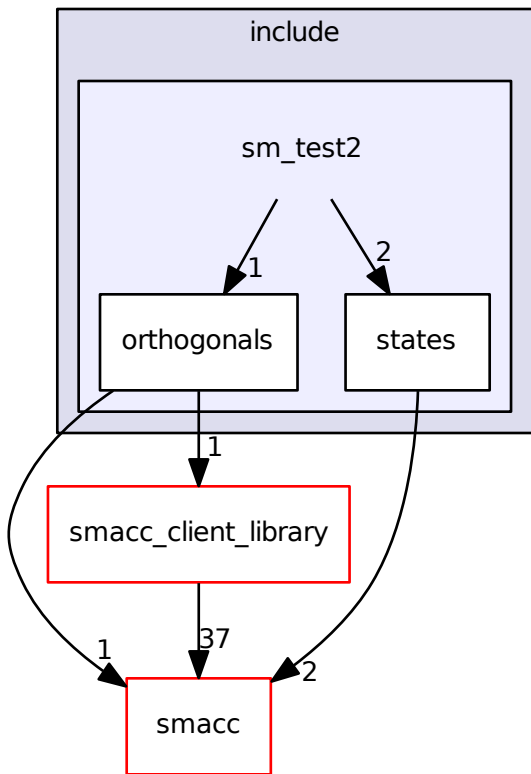 include
sm_test2
1
2
orthogonals
states
1
smacc_client_library
1
37
2
smacc